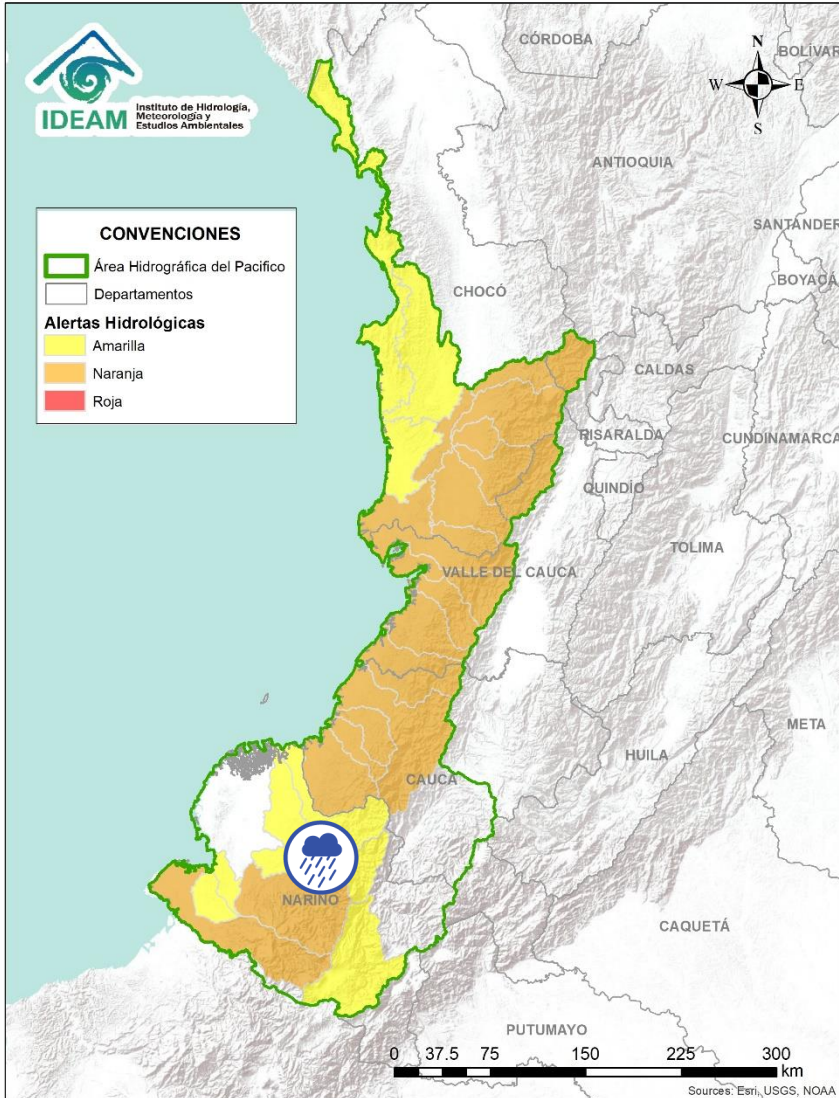 IDEAM
Instituto de Hidrología,
Meteorología y
Estudios Ambientales
CONVENCIONES
Área Hidrográfica del Pacifico
Departamentos
Alertas Hidrológicas
Amarilla
Naranja
Roja
N
W E
S
CÓRDOBA
BOLÍVAR
ANTIOQUIA
SANTANDER
BOYACÁ
CHOCÓ
CALDAS
RISARALDA
CUNDINAMARCA
QUINDÍO
TOLIMA
VALLE DEL CAUCA
META
HUILA
CAUCA
NARIÑO
CAQUETÁ
PUTUMAYO
0 37.5 75 150 225 300
km
Sources: Esri, USGS, NOAA